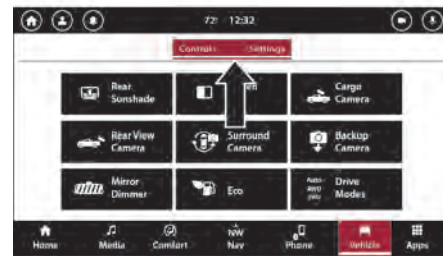 72° 12:32
Controls Settings
Rear
Sunshade
Cargo
Camera
Rear View
Camera
Surround
Camera
Backup
Camera
Mirror
Dimmer
Eco
Auto
AWD
Drive
Modes
Home
Media
Comfort
NW
Nav
Phone
Vehicle
Apps